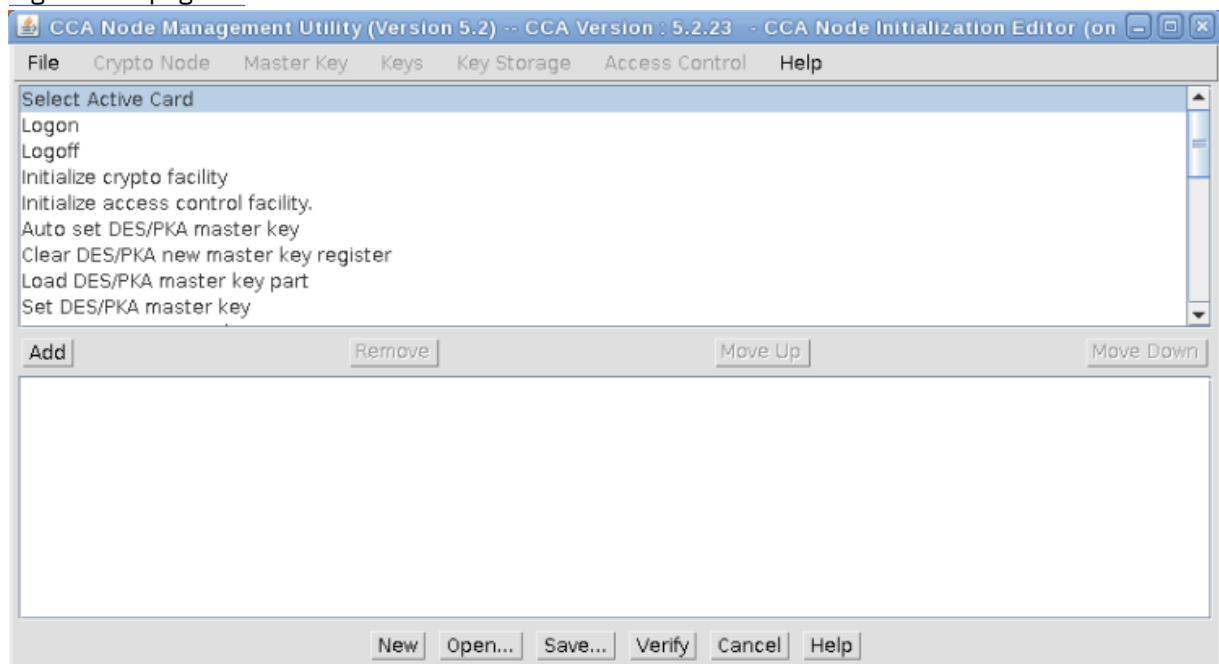 CCA Node Management Utility (Version 5.2) -- CCA Version : 5.2.23 - CCA Node Initialization Editor (on
File Crypto Node Master Key Keys Key Storage Access Control Help
Select Active Card
Logon
Logoff
Initialize crypto facility
Initialize access control facility.
Auto set DES/PKA master key
Clear DES/PKA new master key register
Load DES/PKA master key part
Set DES/PKA master key
Add Remove Move Up Move Down
New Open... Save... Verify Cancel Help